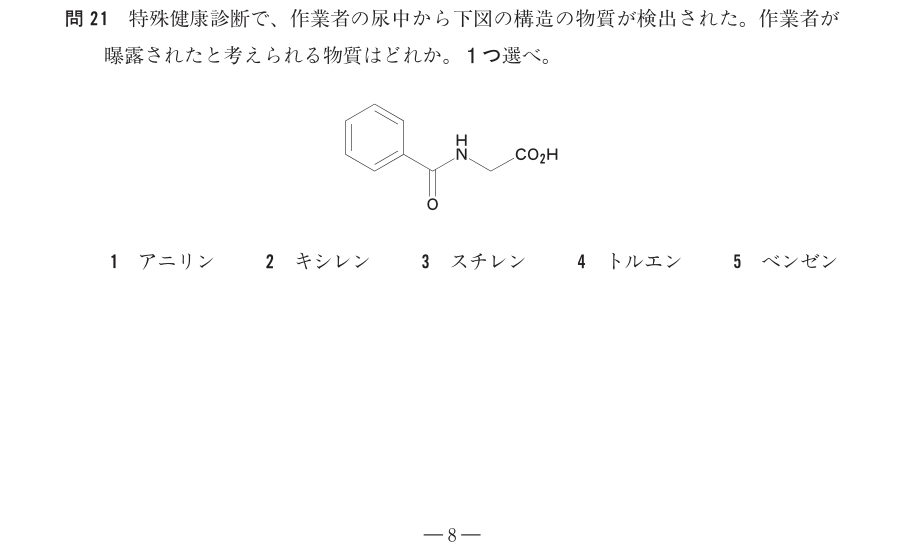 問 21　特殊健康診断で、作業者の尿中から下図の構造の物質が検出された。作業者が
曝露されたと考えられる物質はどれか。1つ選べ。
H
N
CO2H
O
1　アニリン　2　キシレン　3　スチレン　4　トルエン　5　ベンゼン
— 8 —